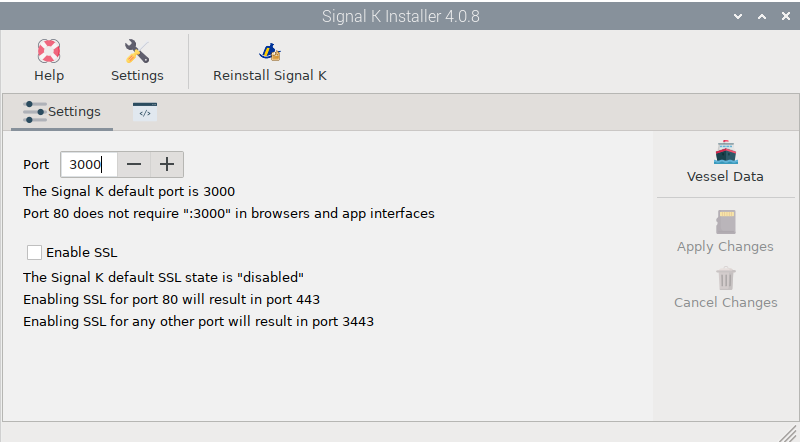 Signal K Installer 4.0.8
Help
Settings
Reinstall Signal K
Settings
</>
Port 3000
The Signal K default port is 3000
Port 80 does not require ":3000" in browsers and app interfaces
Enable SSL
The Signal K default SSL state is "disabled"
Enabling SSL for port 80 will result in port 443
Enabling SSL for any other port will result in port 3443
Vessel Data
Apply Changes
Cancel Changes